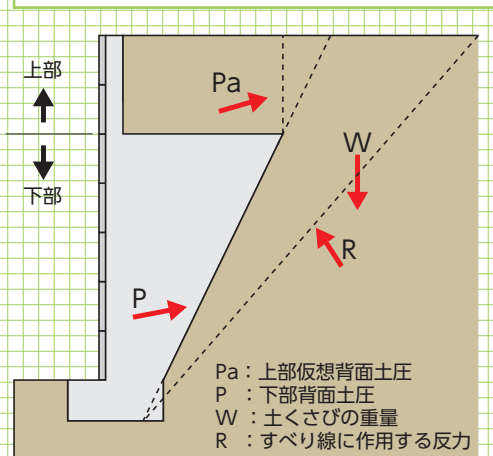 上部
下部
Pa
W
R
P
Pa：上部仮想背面土圧
P ：下部背面土圧
W ：土くさびの重量
R ：すべり線に作用する反力